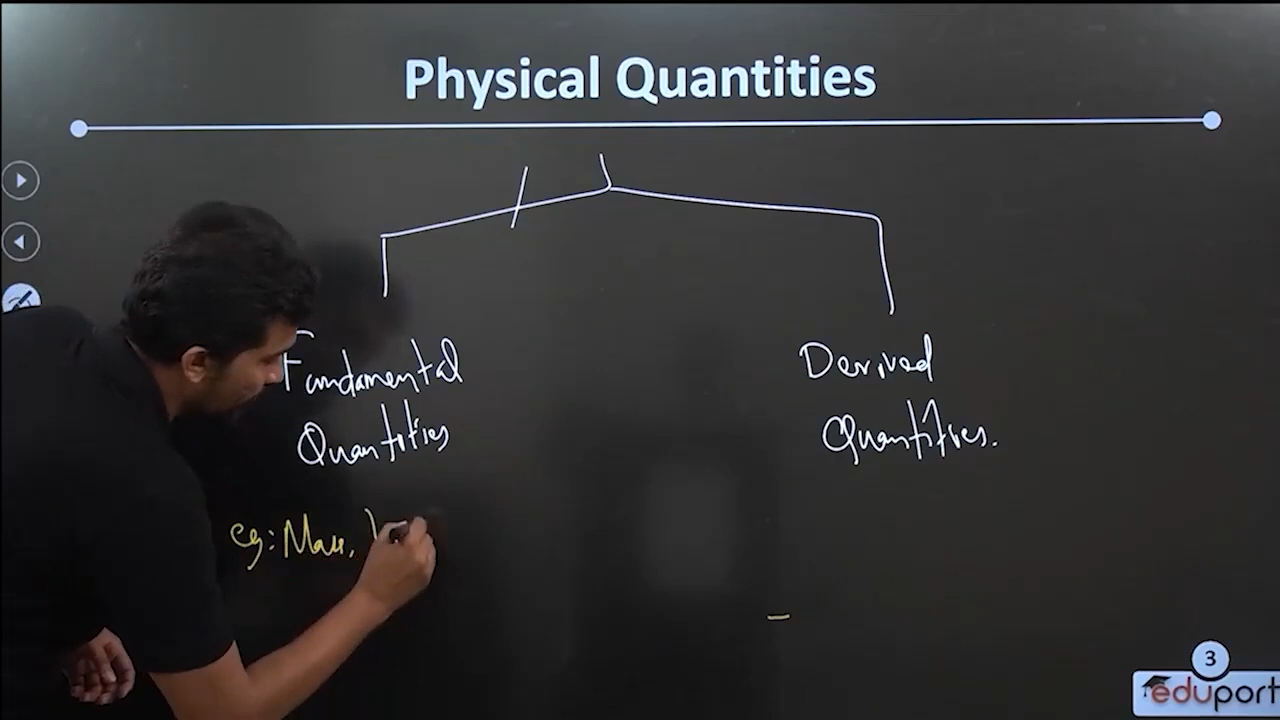 Physical Quantities
Fundamental
Quantities
Derived
Quantities.
eg: Mass,
3
eduport